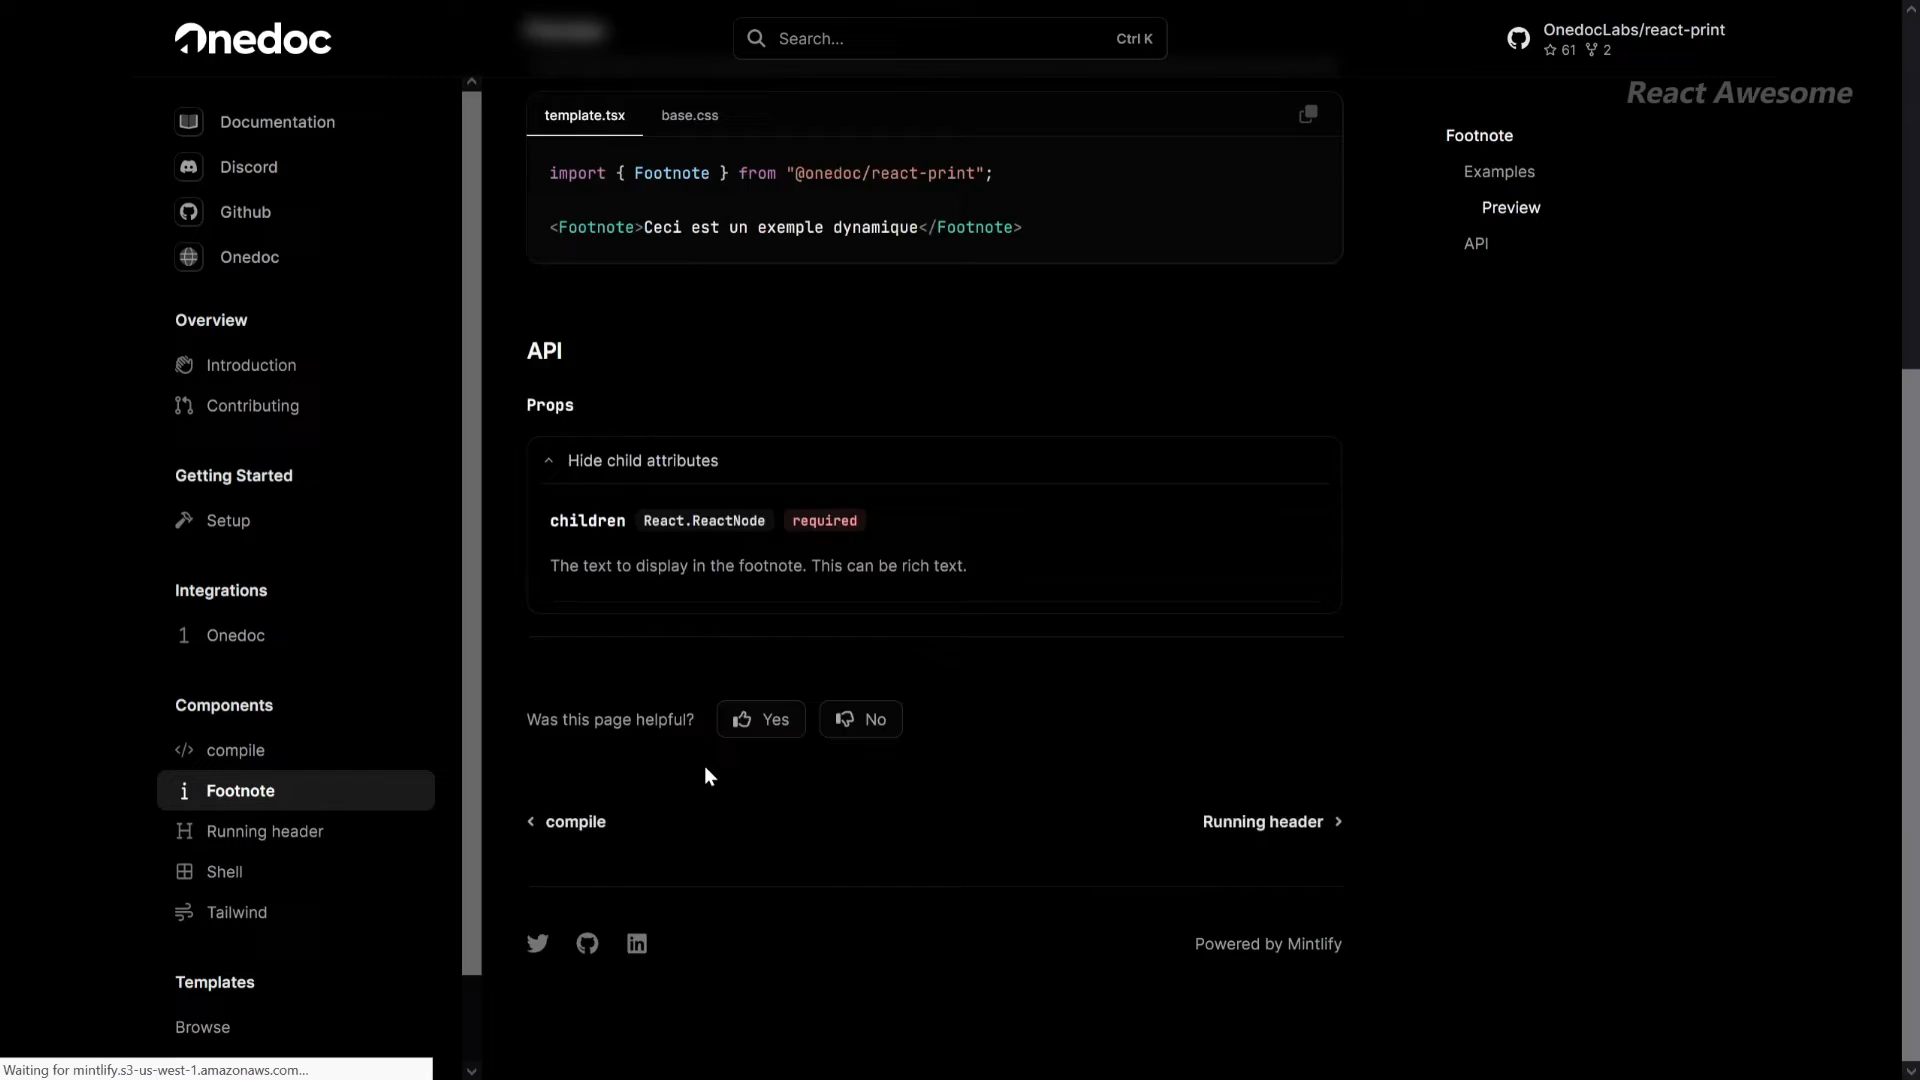 Onedoc
Search...
Ctrl K
OnedocLabs/react-print
61 2
React Awesome
Documentation
Discord
Github
Onedoc
Overview
Introduction
Contributing
Getting Started
Setup
Integrations
1 Onedoc
Components
</> compile
i Footnote
H Running header
Shell
Tailwind
Templates
Browse
template.tsx base.css
import { Footnote } from "@onedoc/react-print";
<Footnote>Ceci est un exemple dynamique</Footnote>
API
Props
Hide child attributes
children React.ReactNode required
The text to display in the footnote. This can be rich text.
Was this page helpful? Yes No
compile
Running header
Powered by Mintlify
Footnote
Examples
Preview
API
Waiting for mintlify.s3-us-west-1.amazonaws.com...